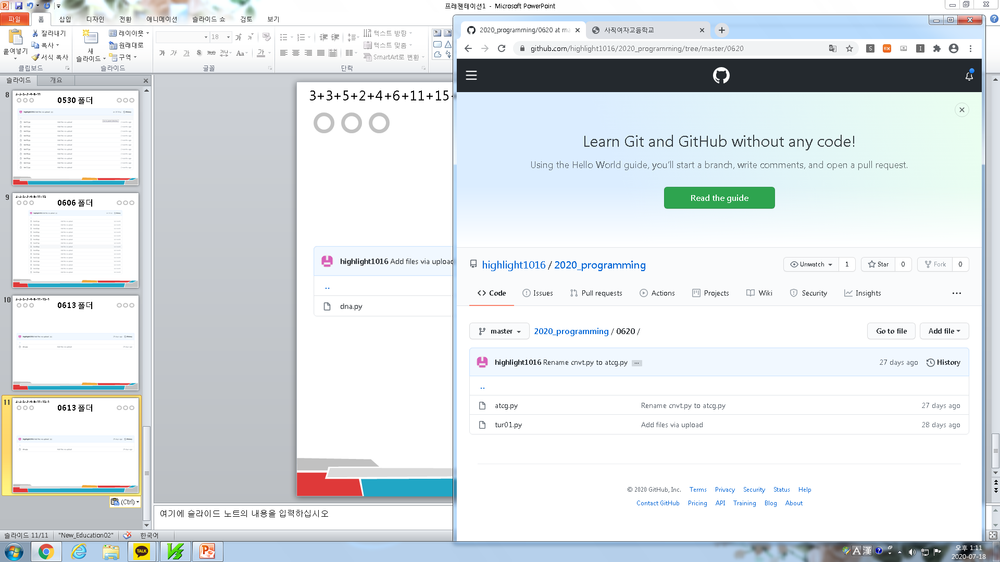 프레젠테이션1 - Microsoft PowerPoint
파일 홈 삽입 디자인 전환 애니메이션 슬라이드 쇼 검토 보기
붙여넣기 잘라내기 복사 서식 복사 클립보드
새 슬라이드 레이아웃 원래대로 구역 슬라이드
18 가 가 가 가 S 가나 Aa 가 글꼴
텍스트 방향 텍스트 맞춤 SmartArt로 변환 단락
슬라이드 개요
8 0530 폴더
9 0606 폴더
10 0613 폴더
11 0613 폴더
(Ctrl)
3+3+5+2+4+6+11+15
highlight1016 Add files via upload
..
dna.py
여기에 슬라이드 노트의 내용을 입력하십시오
슬라이드 11/11 "New_Education02" 한국어
2020_programming/0620 at ma 사직여자고등학교
github.com/highlight1016/2020_programming/tree/master/0620
Learn Git and GitHub without any code!
Using the Hello World guide, you'll start a branch, write comments, and open a pull request.
Read the guide
highlight1016 / 2020_programming Unwatch 1 Star 0 Fork 0
Code Issues Pull requests Actions Projects Wiki Security Insights ...
master 2020_programming / 0620 / Go to file Add file
highlight1016 Rename cnvt.py to atcg.py ... 27 days ago History
..
atcg.py Rename cnvt.py to atcg.py 27 days ago
tur01.py Add files via upload 28 days ago
© 2020 GitHub, Inc. Terms Privacy Security Status Help
Contact GitHub Pricing API Training Blog About
TALK A 漢 오후 1:11
2020-07-18